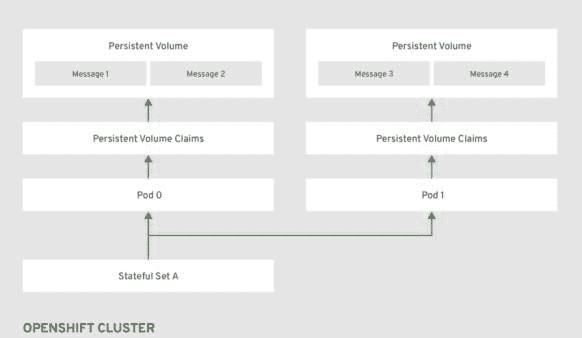 Persistent Volume
Message 1
Message 2
Persistent Volume Claims
Pod 0
Persistent Volume
Message 3
Message 4
Persistent Volume Claims
Pod 1
Stateful Set A
OPENSHIFT CLUSTER